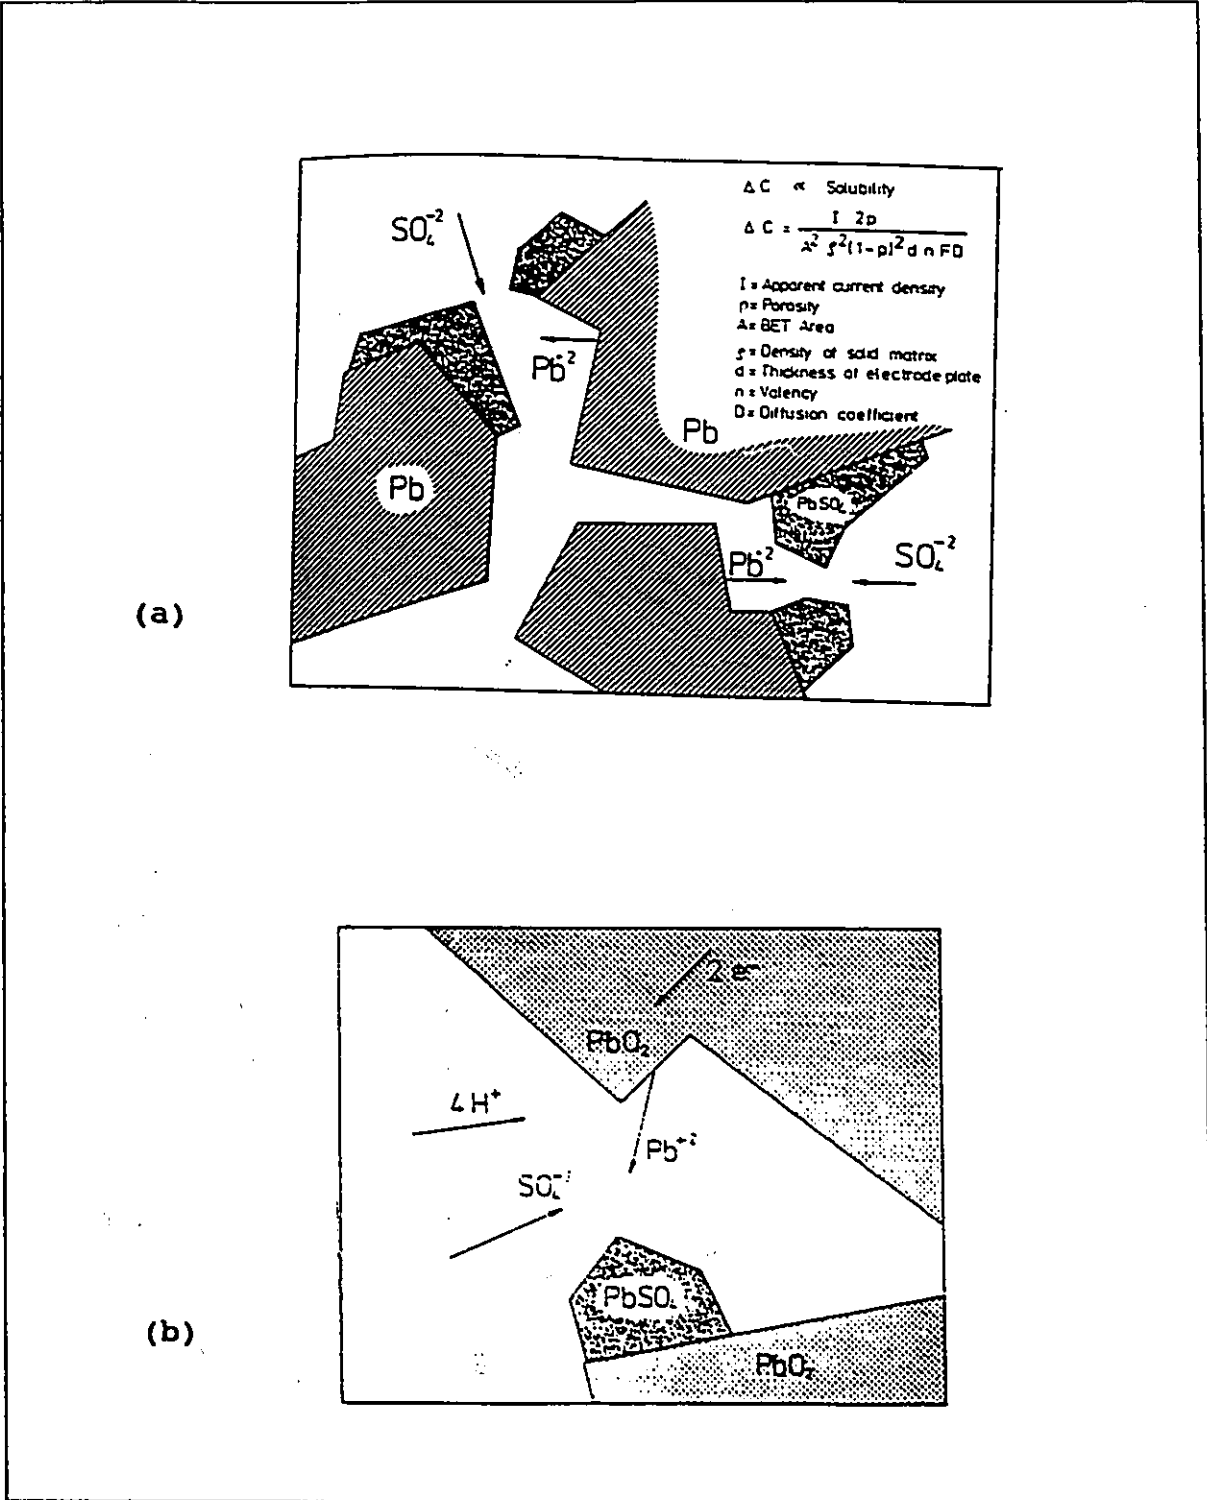 ΔC ∝ Solubility
ΔC = I 2p / A² ρ²(1-p)² d n FD
I = Apparent current density
p = Porosity
A = BET Area
ρ = Density of solid matrix
d = Thickness of electrode plate
n = Valency
D = Diffusion coefficient
SO₄⁻²
Pb⁺²
Pb
Pb
PbSO₄
Pb⁺²
SO₄⁻²
(a)
2e⁻
PbO₂
4H⁺
Pb⁺²
SO₄⁻²
PbSO₄
(b)
PbO₂